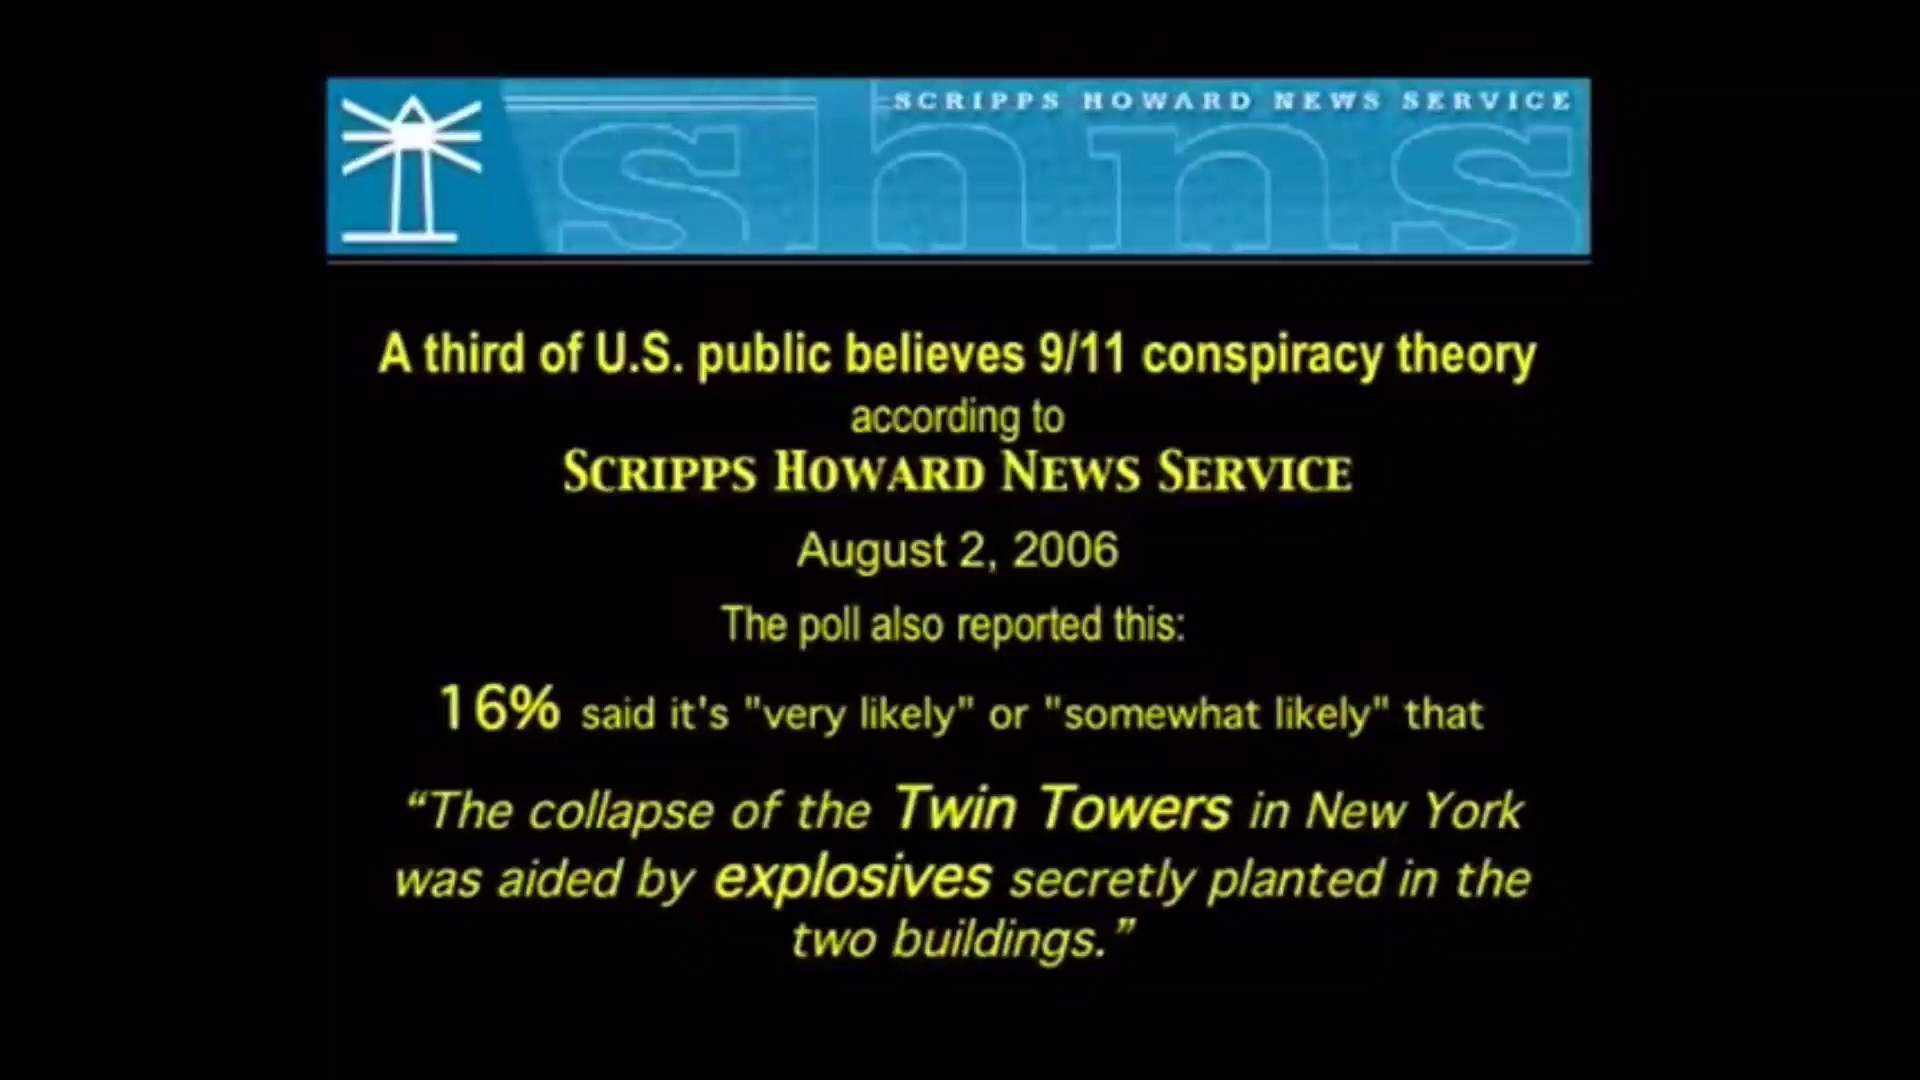 SCRIPPS HOWARD NEWS SERVICE
shns
A third of U.S. public believes 9/11 conspiracy theory
according to
SCRIPPS HOWARD NEWS SERVICE
August 2, 2006
The poll also reported this:
16% said it's "very likely" or "somewhat likely" that
“The collapse of the Twin Towers in New York
was aided by explosives secretly planted in the
two buildings.”